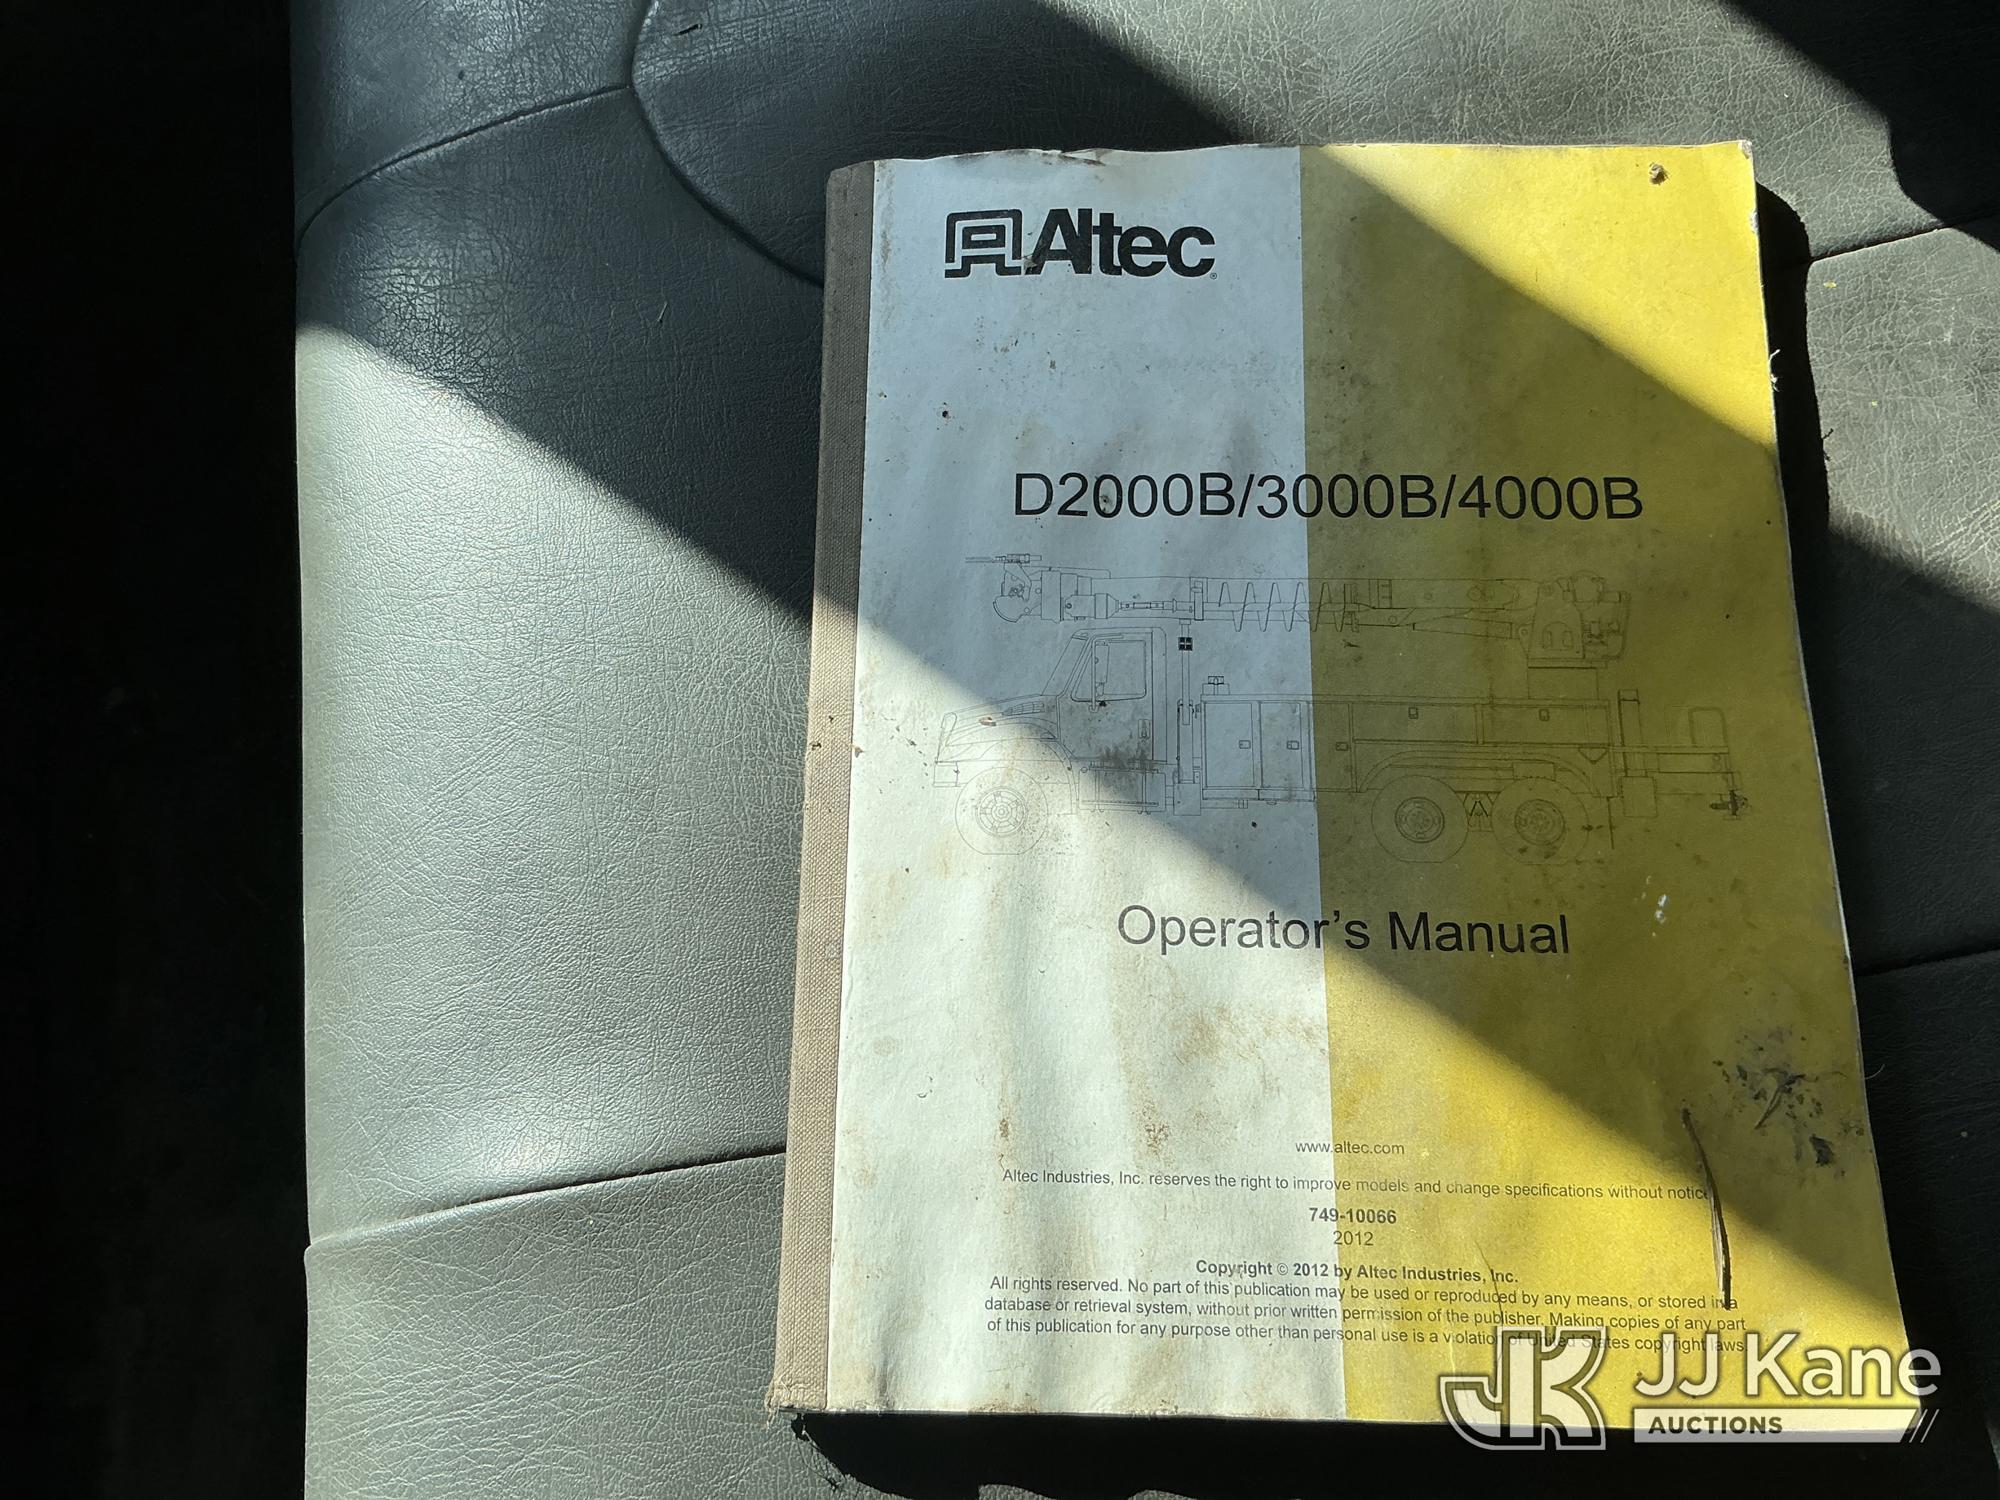 Altec
D2000B/3000B/4000B
Operator's Manual
www.altec.com
Altec Industries, Inc. reserves the right to improve models and change specifications without notice
749-10066
2012
Copyright © 2012 by Altec Industries, Inc.
All rights reserved. No part of this publication may be used or reproduced by any means, or stored in a
database or retrieval system, without prior written permission of the publisher. Making copies of any part
of this publication for any purpose other than personal use is a violation of United States copyright laws.
JK JJ Kane
AUCTIONS